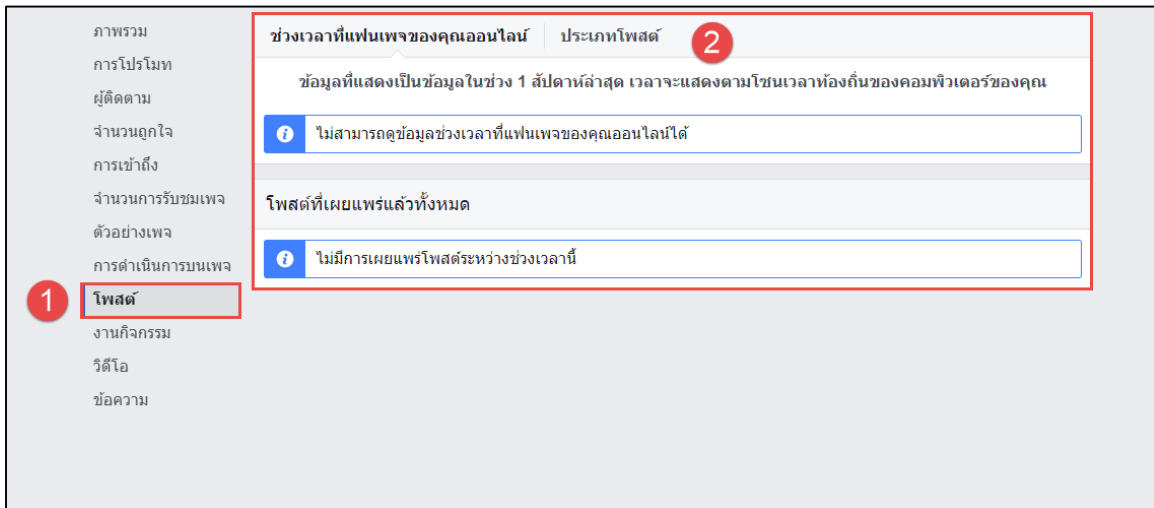 ภาพรวม
การโปรโมท
ผู้ติดตาม
จำนวนถูกใจ
การเข้าถึง
จำนวนการรับชมเพจ
ตัวอย่างเพจ
การดำเนินการบนเพจ
1 โพสต์
งานกิจกรรม
วิดีโอ
ข้อความ
ช่วงเวลาที่แฟนเพจของคุณออนไลน์ ประเภทโพสต์ 2
ข้อมูลที่แสดงเป็นข้อมูลในช่วง 1 สัปดาห์ล่าสุด เวลาจะแสดงตามโซนเวลาท้องถิ่นของคอมพิวเตอร์ของคุณ
ไม่สามารถดูข้อมูลช่วงเวลาที่แฟนเพจของคุณออนไลน์ได้
โพสต์ที่เผยแพร่แล้วทั้งหมด
ไม่มีการเผยแพร่โพสต์ระหว่างช่วงเวลานี้